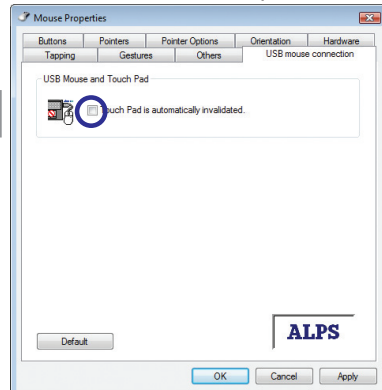 Mouse Properties
Buttons Pointers Pointer Options Orientation Hardware
Tapping Gestures Others USB mouse connection
USB Mouse and Touch Pad
Touch Pad is automatically invalidated.
ALPS
Default
OK Cancel Apply